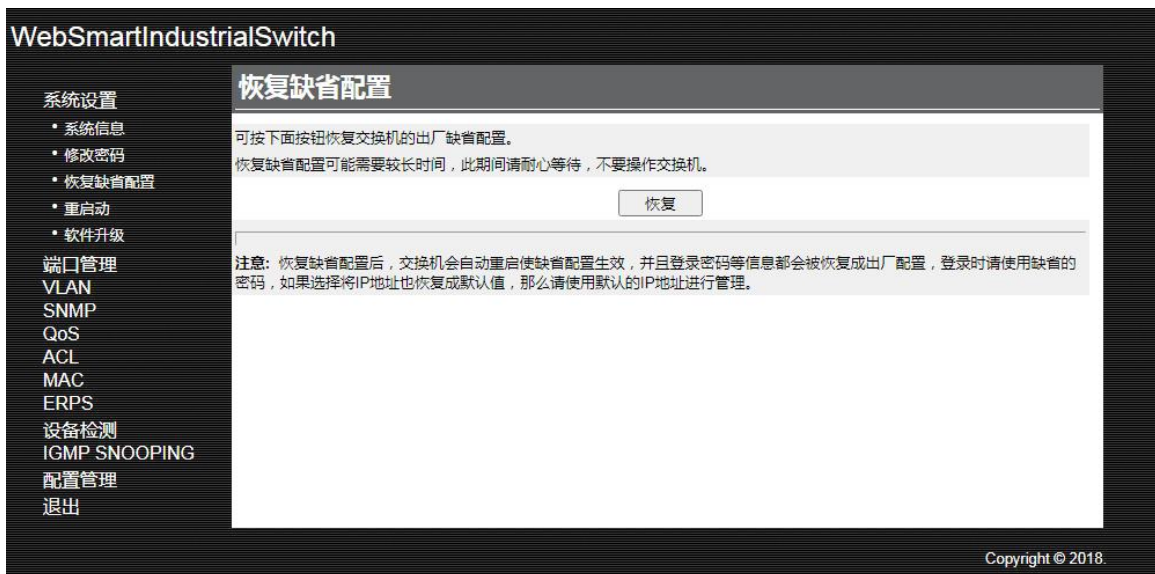 WebSmartIndustrialSwitch
系统设置
• 系统信息
• 修改密码
• 恢复缺省配置
• 重启动
• 软件升级
端口管理
VLAN
SNMP
QoS
ACL
MAC
ERPS
设备检测
IGMP SNOOPING
配置管理
退出
恢复缺省配置
可按下面按钮恢复交换机的出厂缺省配置。
恢复缺省配置可能需要较长时间，此期间请耐心等待，不要操作交换机。
恢复
注意: 恢复缺省配置后，交换机会自动重启使缺省配置生效，并且登录密码等信息都会被恢复成出厂配置，登录时请使用缺省的
密码，如果选择将IP地址也恢复成默认值，那么请使用默认的IP地址进行管理。
Copyright © 2018.